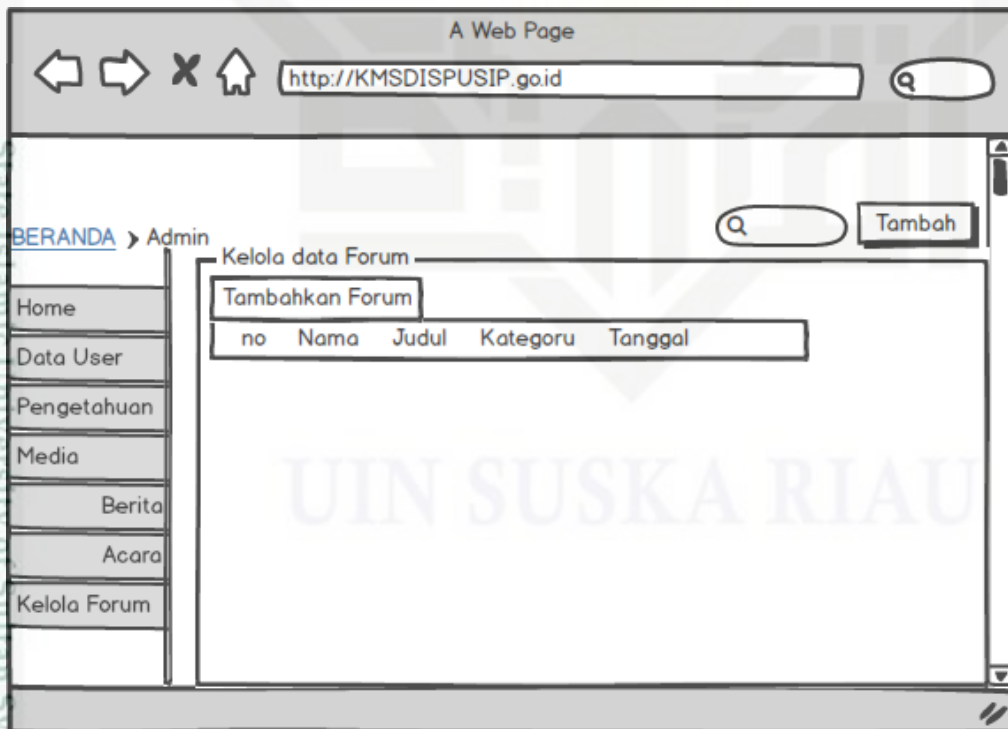 A Web Page
http://KMSDISPUSIP.go.id
BERANDA > Admin
Tambah
Home
Data User
Pengetahuan
Media
Berita
Acara
Kelola Forum
Kelola data Forum
Tambahkan Forum
no Nama Judul Kategoru Tanggal
UIN SUSKA RIAU